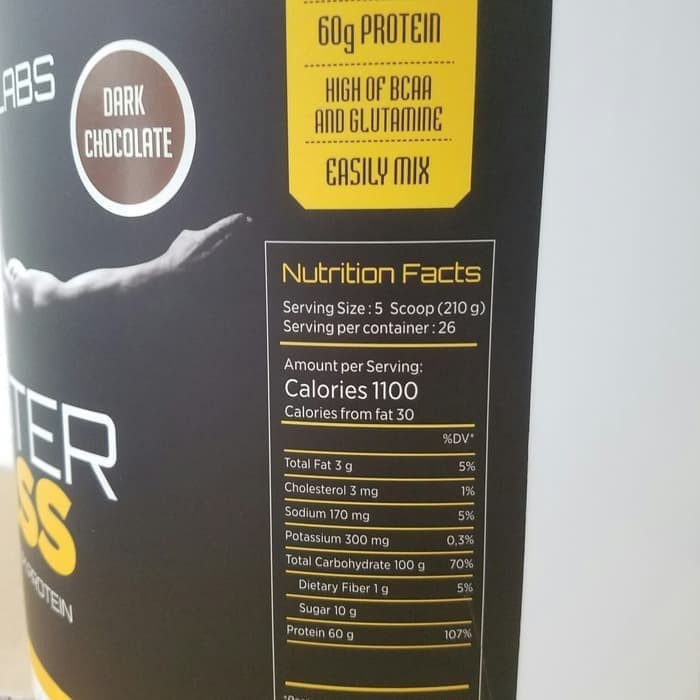 60g PROTEIN
HIGH OF BCAA
AND GLUTAMINE
EASILY MIX
LABS
DARK
CHOCOLATE
TER
SS
PROTEIN
Nutrition Facts
Serving Size : 5 Scoop (210 g)
Serving per container : 26
Amount per Serving:
Calories 1100
Calories from fat 30
%DV*
Total Fat 3 g 5%
Cholesterol 3 mg 1%
Sodium 170 mg 5%
Potassium 300 mg 0,3%
Total Carbohydrate 100 g 70%
Dietary Fiber 1 g 5%
Sugar 10 g
Protein 60 g 107%